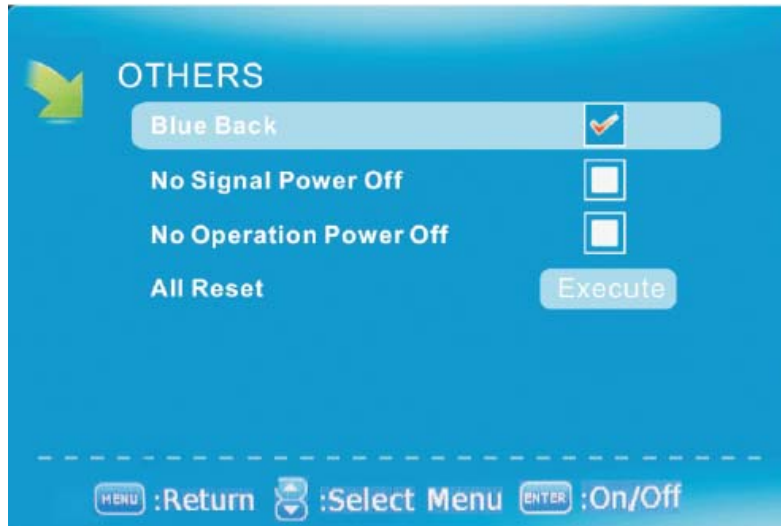 OTHERS
Blue Back
No Signal Power Off
No Operation Power Off
All Reset Execute
MENU :Return :Select Menu ENTER :On/Off